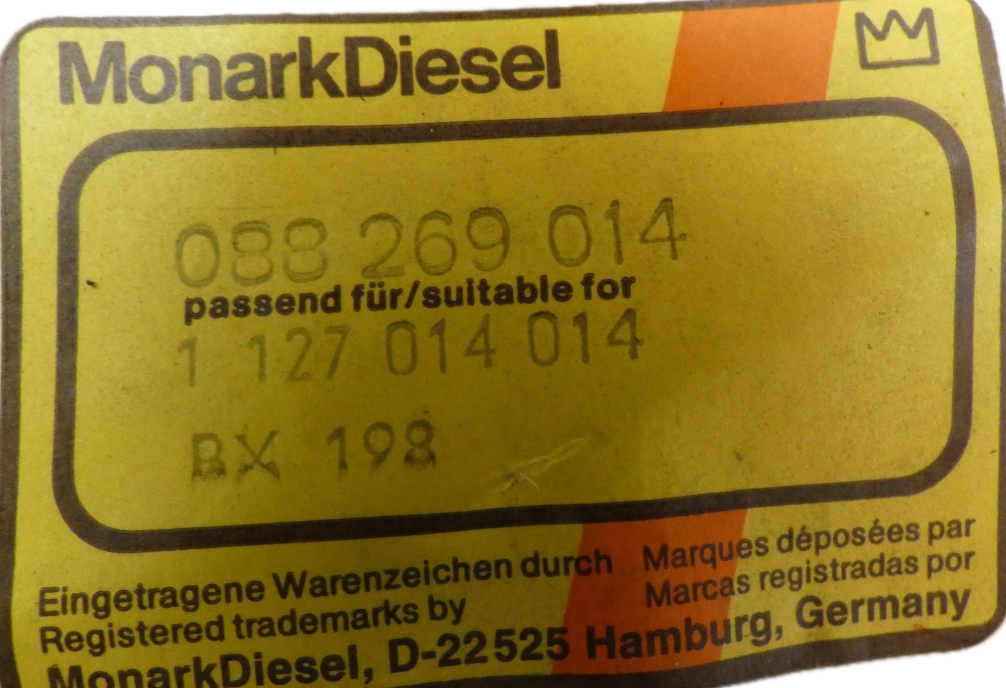 MonarkDiesel
088 269 014
passend für/suitable for
1 127 014 014
BX 198
Eingetragene Warenzeichen durch
Registered trademarks by
Marques déposées par
Marcas registradas por
MonarkDiesel, D-22525 Hamburg, Germany